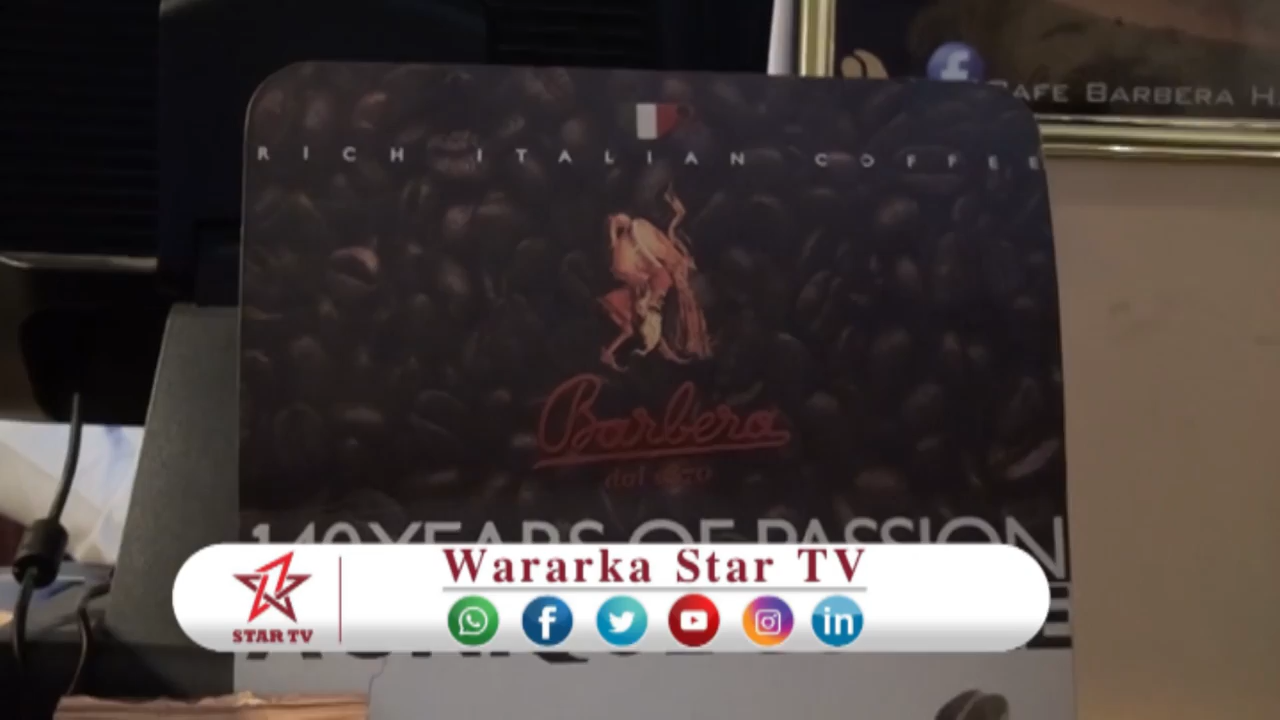 CAFE BARBERA H
RICH ITALIAN COFFEE
Barbera
140 YEARS OF PASSION
Wararka Star TV
STAR TV